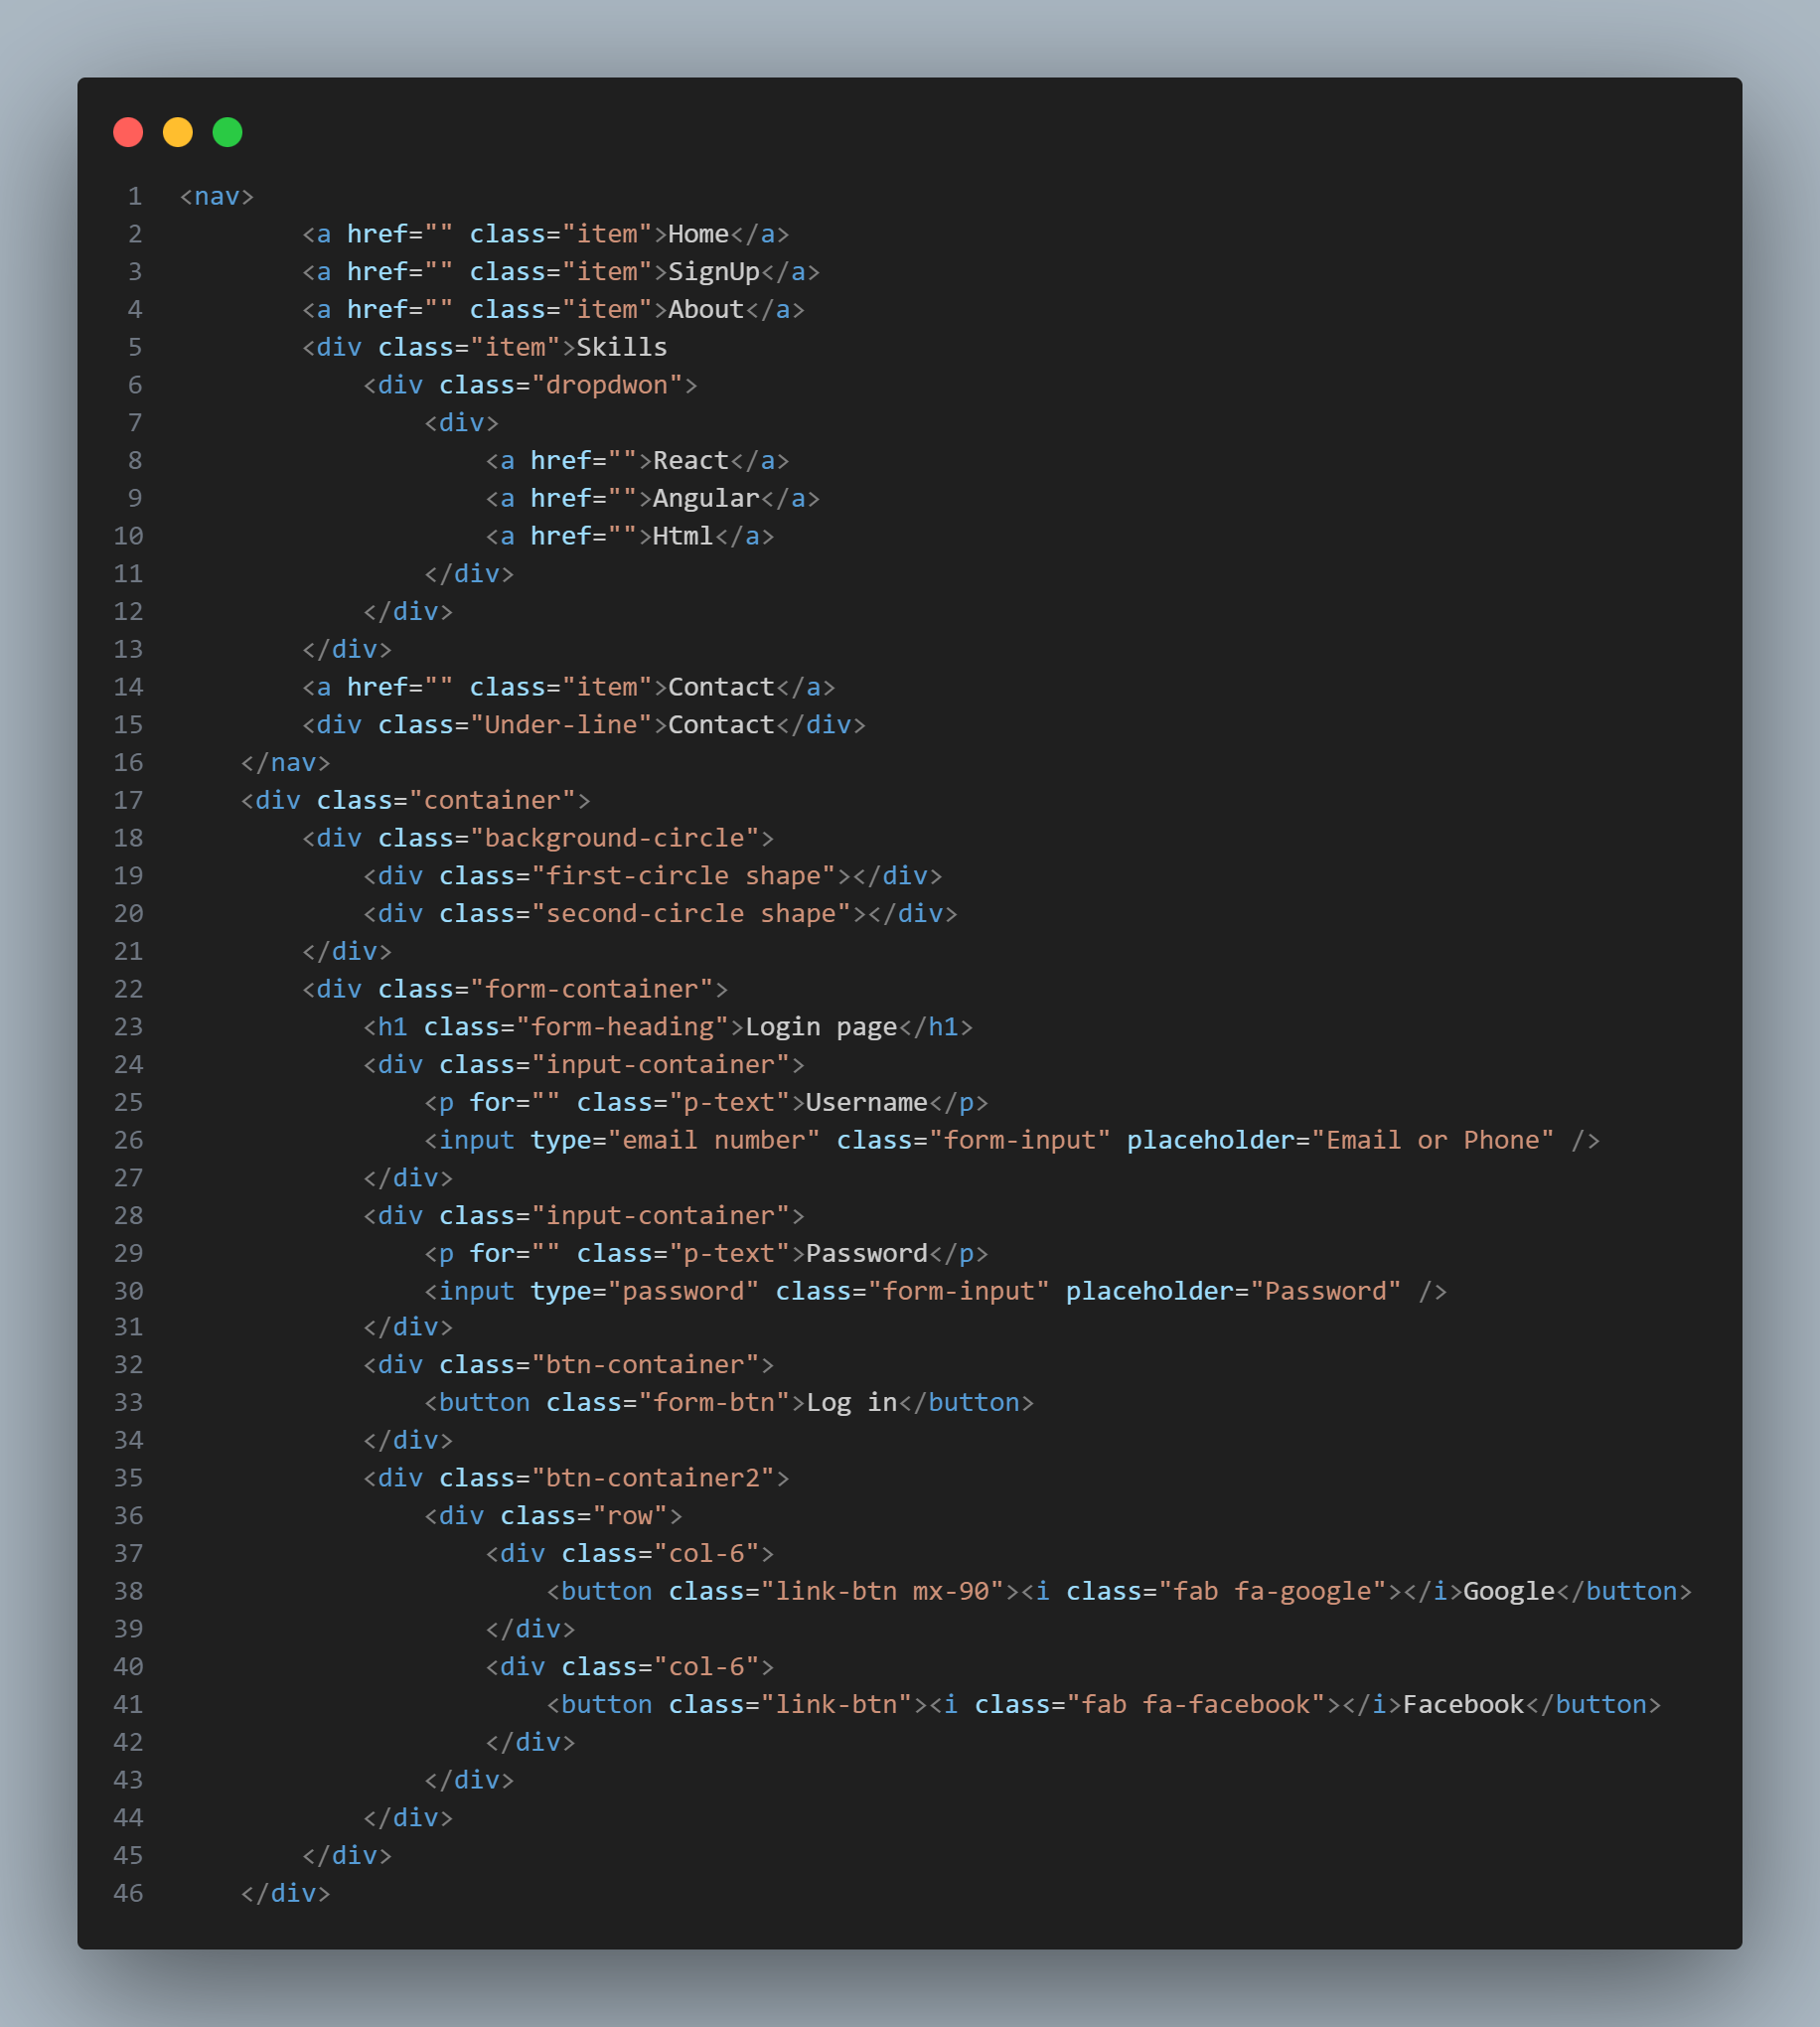 1 <nav>
2         <a href="" class="item">Home</a>
3         <a href="" class="item">SignUp</a>
4         <a href="" class="item">About</a>
5         <div class="item">Skills
6             <div class="dropdwon">
7                 <div>
8                     <a href="">React</a>
9                     <a href="">Angular</a>
10                     <a href="">Html</a>
11                 </div>
12             </div>
13         </div>
14         <a href="" class="item">Contact</a>
15         <div class="Under-line">Contact</div>
16     </nav>
17     <div class="container">
18         <div class="background-circle">
19             <div class="first-circle shape"></div>
20             <div class="second-circle shape"></div>
21         </div>
22         <div class="form-container">
23             <h1 class="form-heading">Login page</h1>
24             <div class="input-container">
25                 <p for="" class="p-text">Username</p>
26                 <input type="email number" class="form-input" placeholder="Email or Phone" />
27             </div>
28             <div class="input-container">
29                 <p for="" class="p-text">Password</p>
30                 <input type="password" class="form-input" placeholder="Password" />
31             </div>
32             <div class="btn-container">
33                 <button class="form-btn">Log in</button>
34             </div>
35             <div class="btn-container2">
36                 <div class="row">
37                     <div class="col-6">
38                         <button class="link-btn mx-90"><i class="fab fa-google"></i>Google</button>
39                     </div>
40                     <div class="col-6">
41                         <button class="link-btn"><i class="fab fa-facebook"></i>Facebook</button>
42                     </div>
43                 </div>
44             </div>
45         </div>
46     </div>